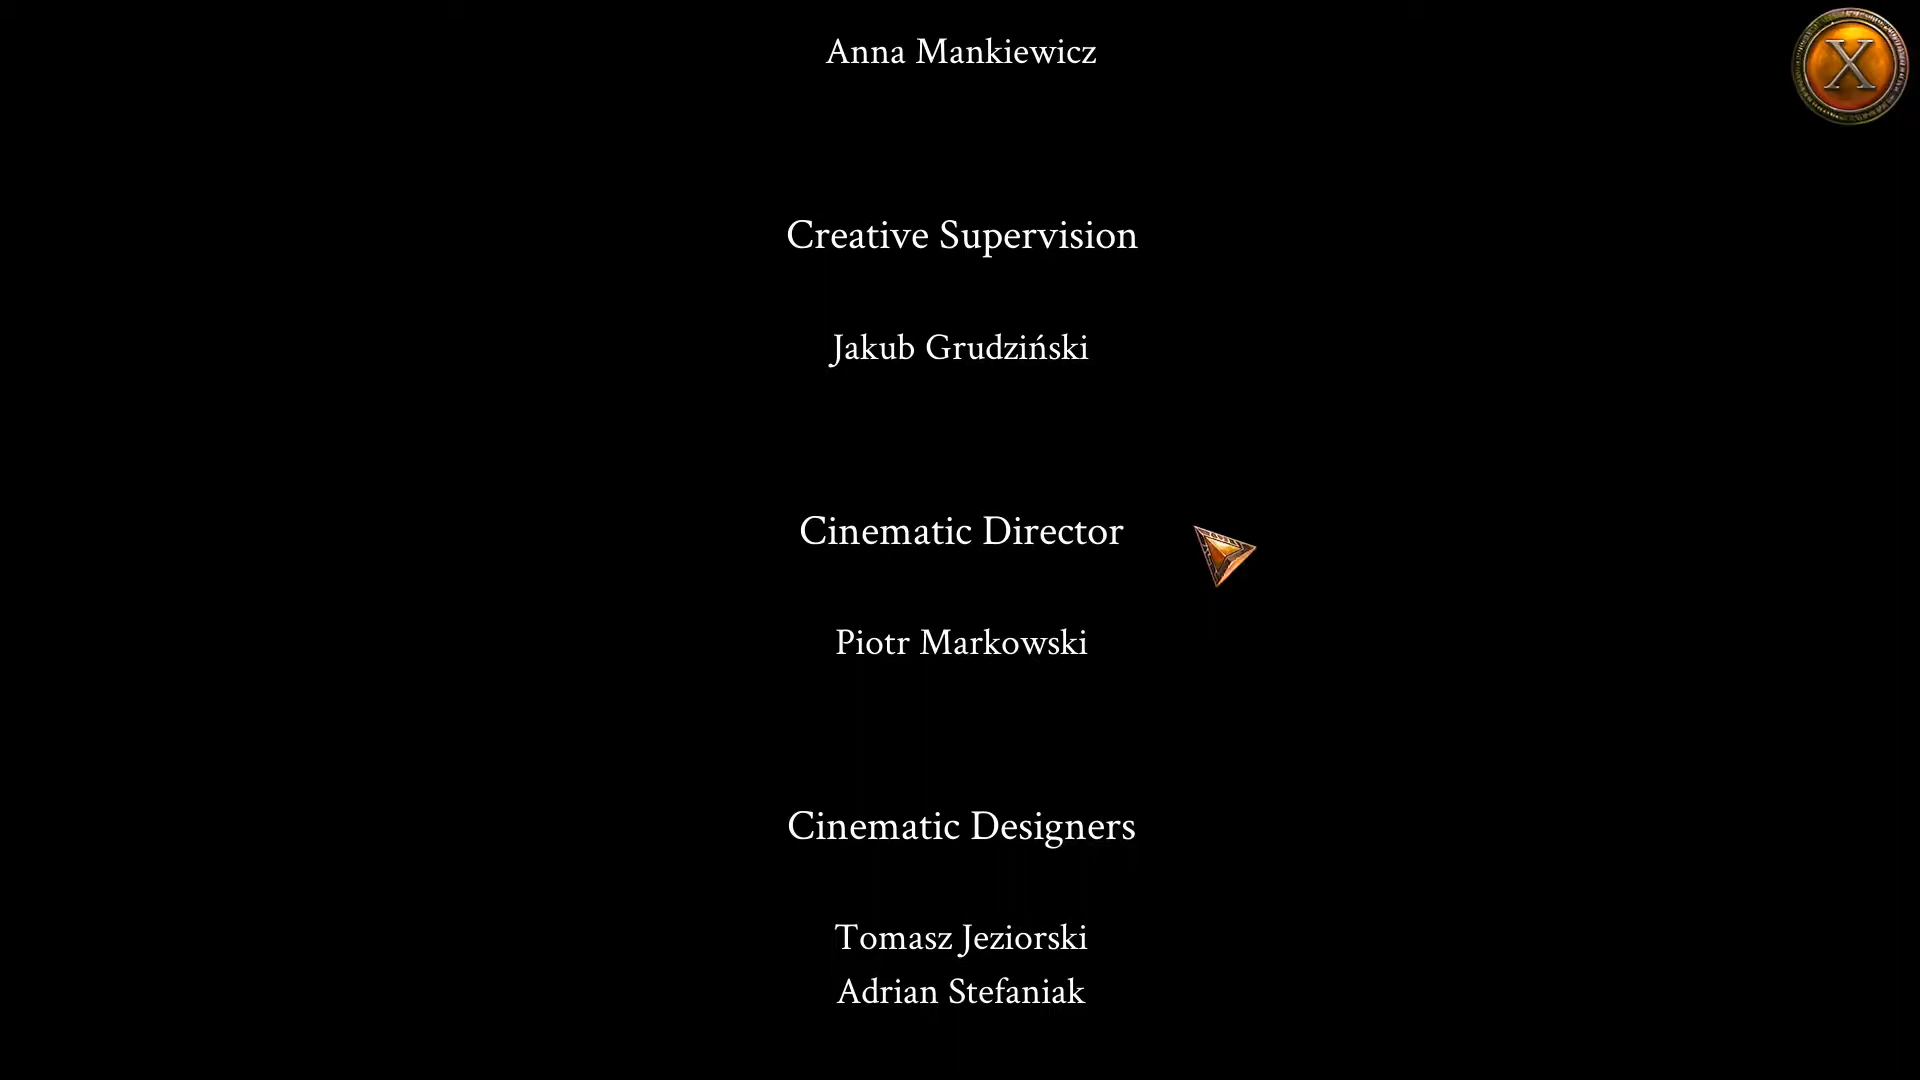 Anna Mankiewicz
X
Creative Supervision
Jakub Grudziński
Cinematic Director
Piotr Markowski
Cinematic Designers
Tomasz Jeziorski
Adrian Stefaniak